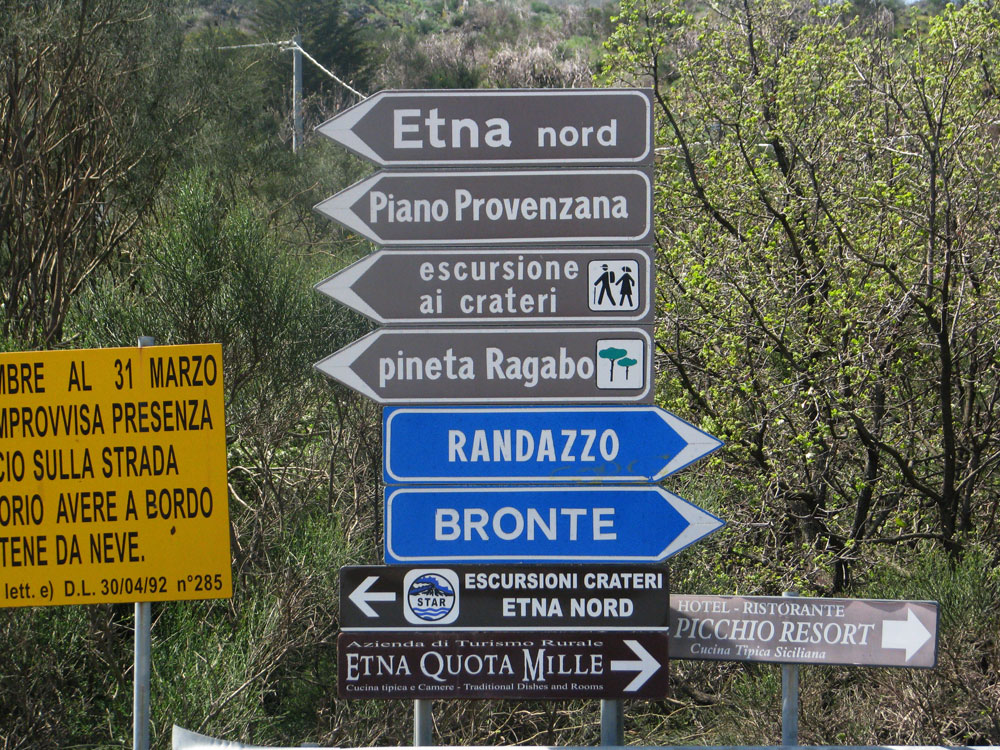 Etna nord
Piano Provenzana
escursione
ai crateri
pineta Ragabo
RANDAZZO
BRONTE
STAR
ESCURSIONI CRATERI
ETNA NORD
Azienda di Turismo Rurale
ETNA QUOTA MILLE
Cucina tipica e Camere - Traditional Dishes and Rooms
HOTEL - RISTORANTE
PICCHIO RESORT
Cucina Tipica Siciliana
MBRE AL 31 MARZO
MPROVVISA PRESENZA
CIO SULLA STRADA
ORIO AVERE A BORDO
TENE DA NEVE.
lett. e) D.L. 30/04/92 n°285